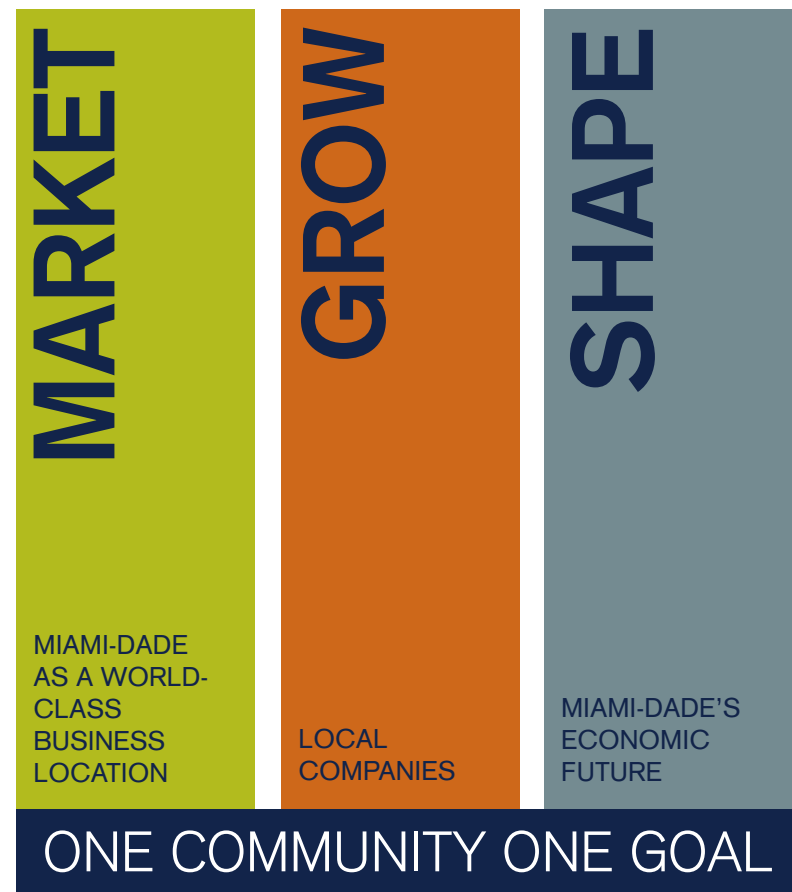 MARKET
MIAMI-DADE
AS A WORLD-
CLASS
BUSINESS
LOCATION
GROW
LOCAL
COMPANIES
SHAPE
MIAMI-DADE’S
ECONOMIC
FUTURE
ONE COMMUNITY ONE GOAL